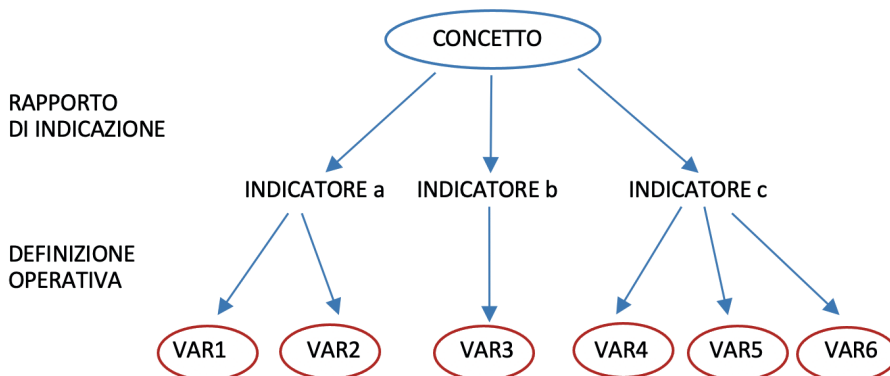 CONCETTO
RAPPORTO
DI INDICAZIONE
INDICATORE a
INDICATORE b
INDICATORE c
DEFINIZIONE
OPERATIVA
VAR1
VAR2
VAR3
VAR4
VAR5
VAR6